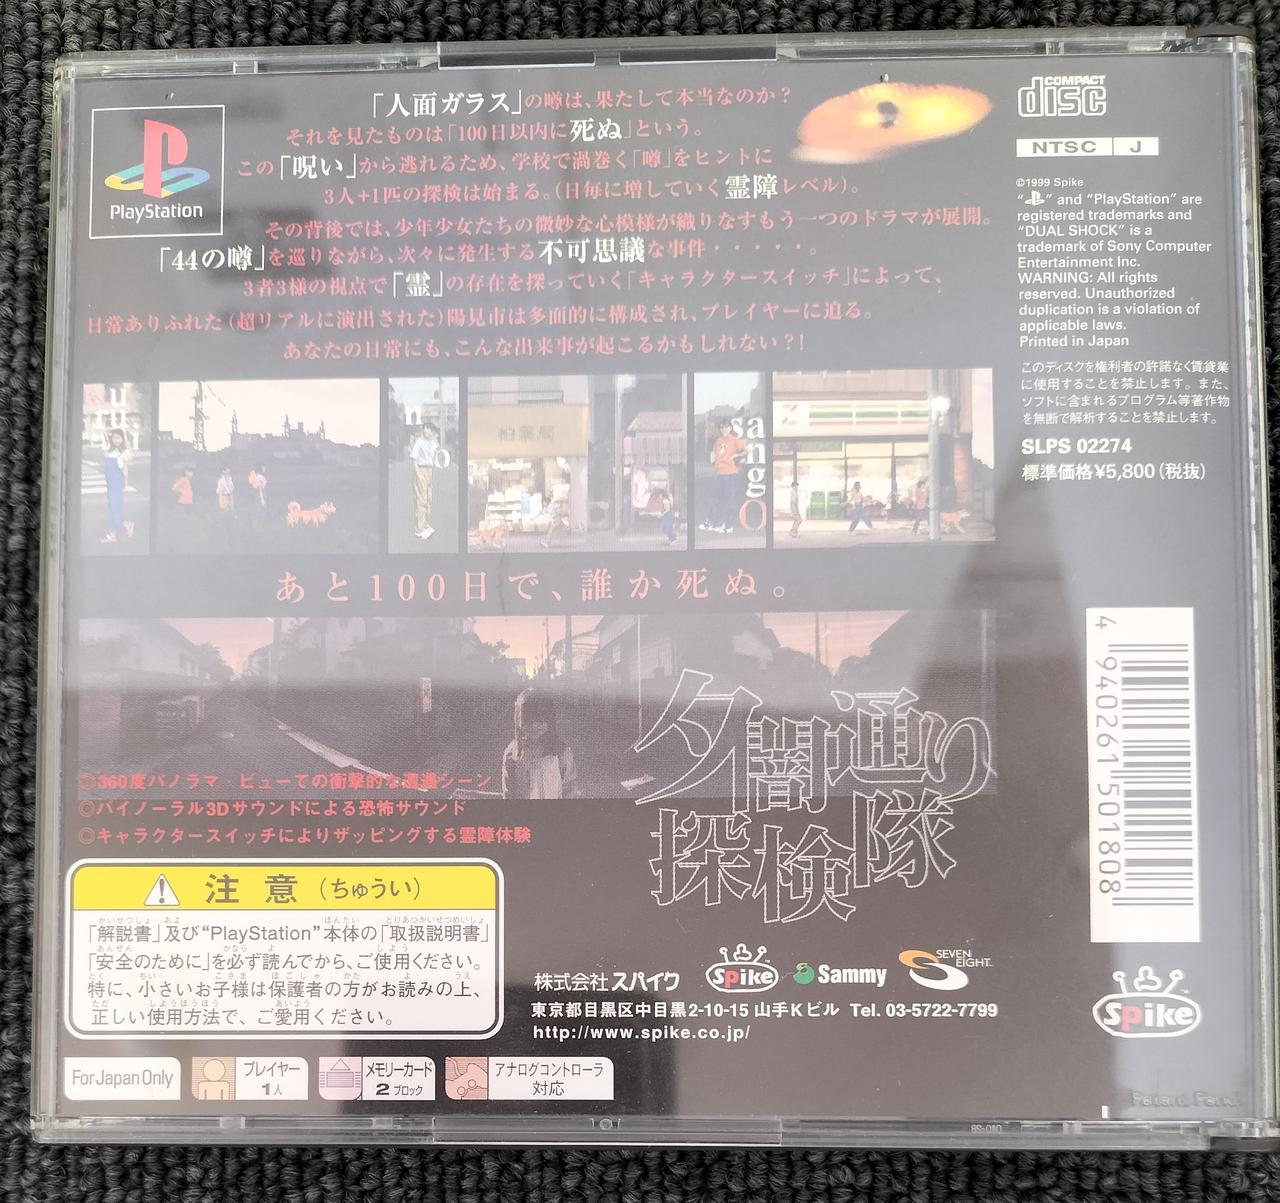 「人面ガラス」の噂は、果たして本当なのか?
それを見たものは「100日以内に死ぬ」という。
この「呪い」から逃れるため、学校で渦巻く「噂」をヒントに
3人+1匹の探検は始まる。(日毎に増していく霊障レベル)。
その背後では、少年少女たちの微妙な心模様が織りなすもう一つのドラマが展開。
「44の噂」を巡りながら、次々に発生する不可思議な事件・・・・・。
3者3様の視点で「霊」の存在を探っていく「キャラクタースイッチ」によって、
日常ありふれた(超リアルに演出された)陽見市は多面的に構成され、プレイヤーに迫る。
あなたの日常にも、こんな出来事が起こるかもしれない?!
PlayStation
COMPACT
disc
NTSC J
©1999 Spike
" " and "PlayStation" are
registered trademarks and
"DUAL SHOCK" is a
trademark of Sony Computer
Entertainment Inc.
WARNING: All rights
reserved. Unauthorized
duplication is a violation of
applicable laws.
Printed in Japan
このディスクを権利者の許諾なく賃貸業
に使用することを禁止します。また、
ソフトに含まれるプログラム等著作物
を無断で解析することを禁止します。
SLPS 02274
標準価格¥5,800(税抜)
柏薬局
sango
あと100日で、誰か死ぬ。
夕闇通り
探検隊
◎360度パノラマ・ビューでの衝撃的な遭遇シーン
◎バイノーラル3Dサウンドによる恐怖サウンド
◎キャラクタースイッチによりザッピングする霊障体験
4 940261 501808
注意(ちゅうい)
「解説書」及び"PlayStation"本体の「取扱説明書」
「安全のために」を必ず読んでから、ご使用ください。
特に、小さいお子様は保護者の方がお読みの上、
正しい使用方法で、ご愛用ください。
株式会社スパイク Spike Sammy SEVEN EIGHT
東京都目黒区中目黒2-10-15 山手Kビル Tel. 03-5722-7799
http://www.spike.co.jp/
Spike
For Japan Only
プレイヤー
1人
メモリーカード
2 ブロック
アナログコントローラ
対応